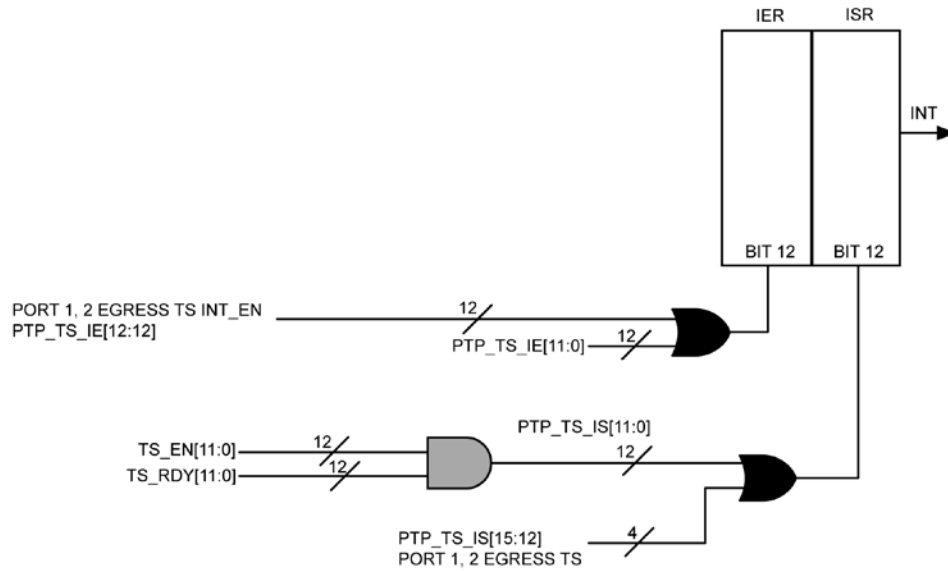 IER ISR
INT
BIT 12 BIT 12
PORT 1, 2 EGRESS TS INT_EN
PTP_TS_IE[12:12]
12
PTP_TS_IE[11:0]
12
PTP_TS_IS[11:0]
TS_EN[11:0]
12
12
TS_RDY[11:0]
12
PTP_TS_IS[15:12]
4
PORT 1, 2 EGRESS TS